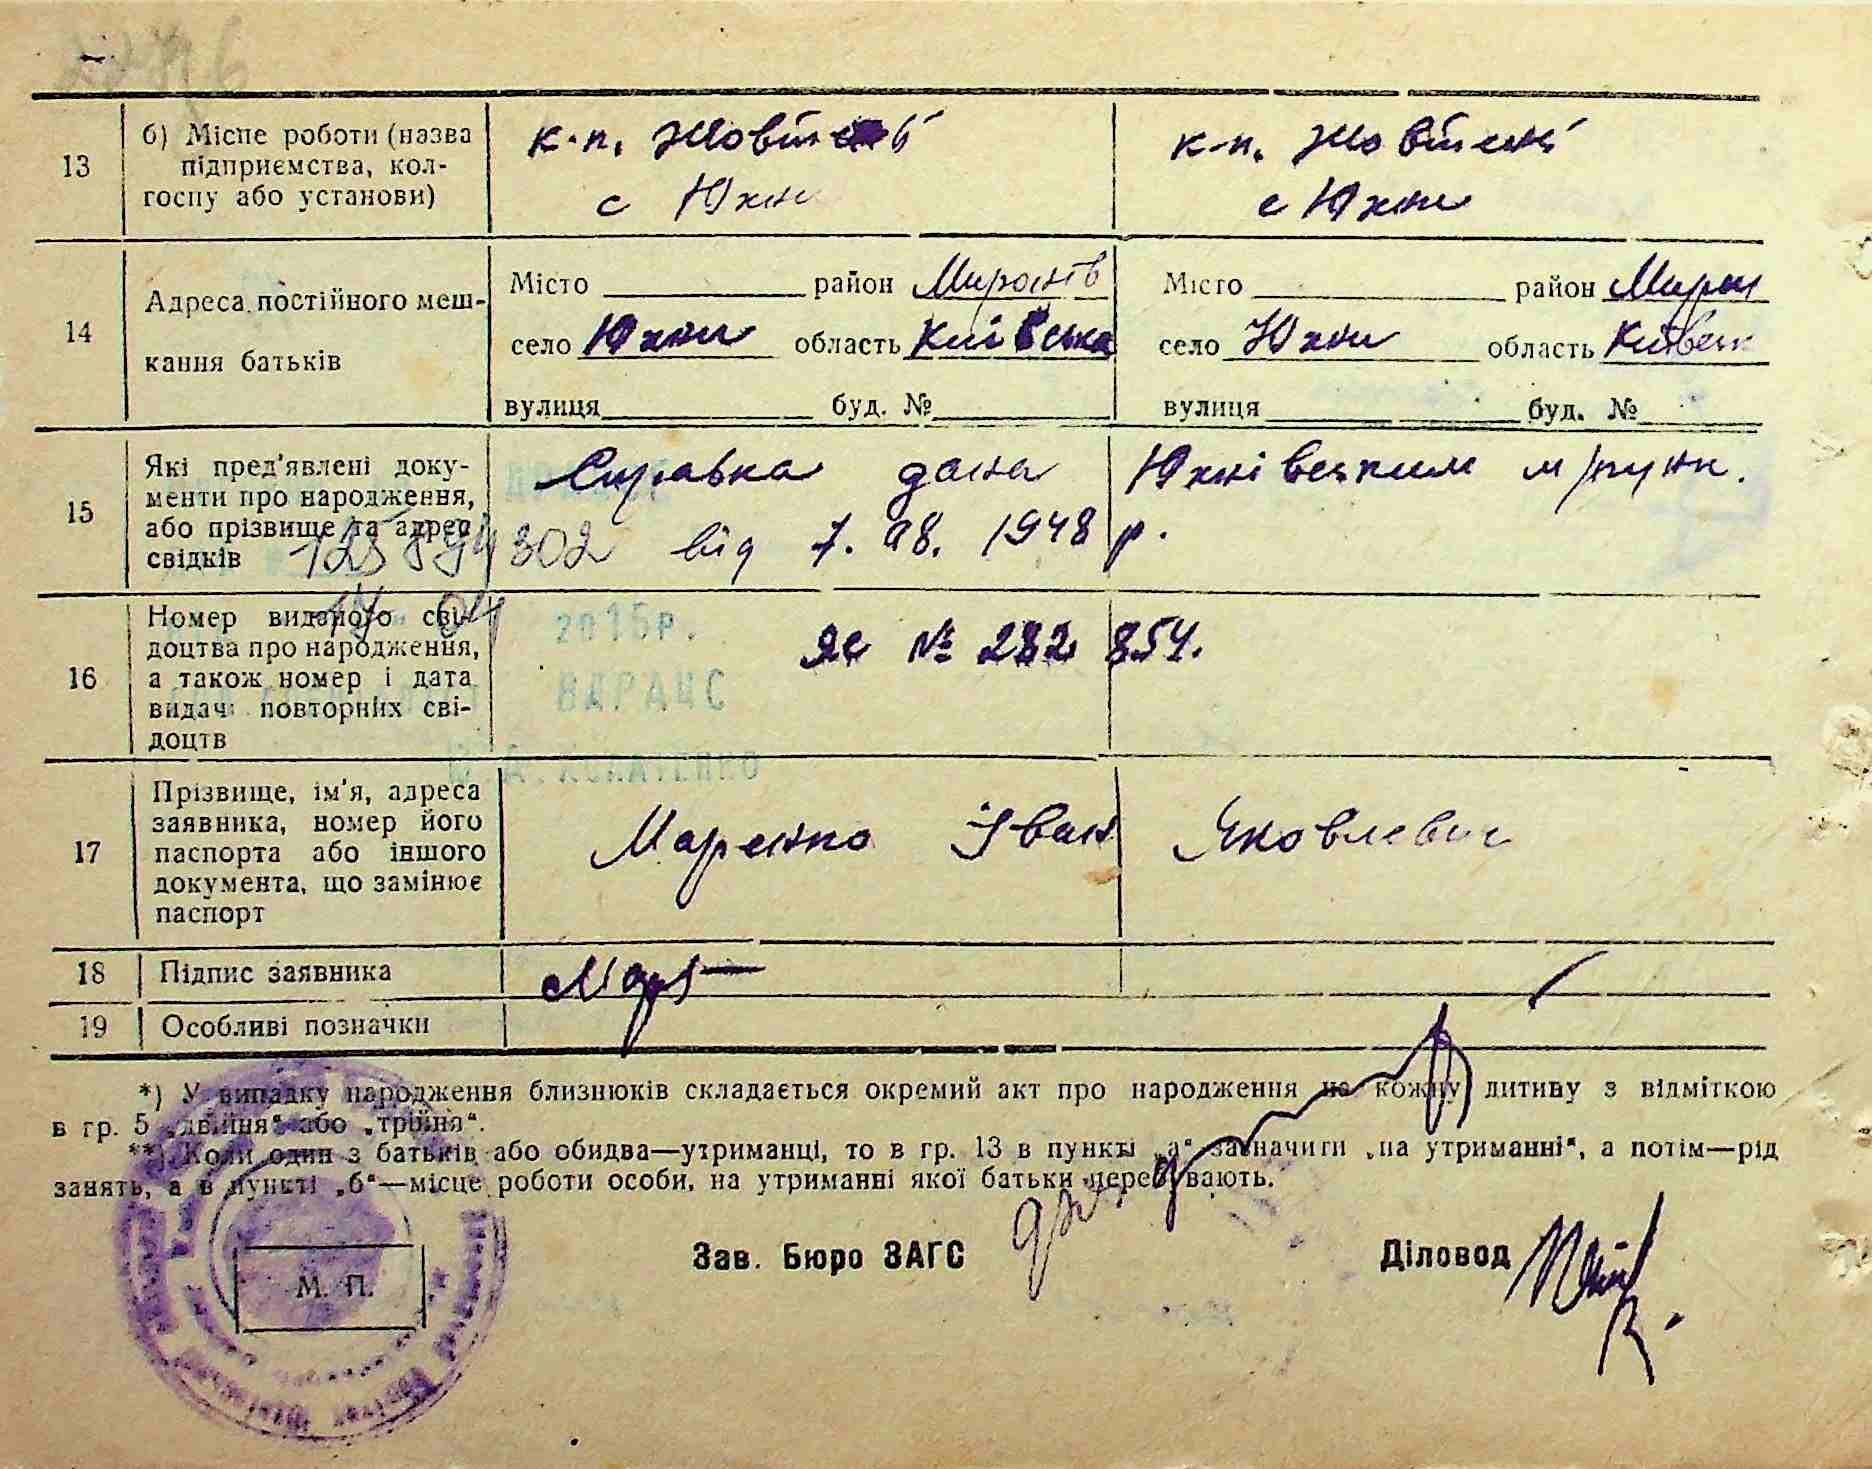 13
б) Місце роботи (назва
підприємства, кол-
госпу або установи)
к-п. Жовтень
с Юхни
к-п. Жовтень
с Юхни
14
Адреса постійного меш-
кання батьків
Місто район Миронів
село Юхни область Київська
вулиця буд. №
Місто район Мирон
село Юхни область Київськ
вулиця буд. №
15
Які пред'явлені доку-
менти про народження,
або прізвище та адрес
свідків
Справка дана Юхнівським
302 від 7. 08. 1948 р.
16
Номер виданого сві-
доцтва про народження,
а також номер і дата
видачі повторних сві-
доцтв
2015р.
ЯС № 282 854.
17
Прізвище, ім'я, адреса
заявника, номер його
паспорта або іншого
документа, що замінює
паспорт
Маренко Іван Яковлевич
18
Підпис заявника
19
Особливі позначки
*) У випадку народження близнюків складається окремий акт про народження на кожну дитину з відміткою
в гр. 5 „двійня“ або „трійня“.
**) Коли один з батьків або обидва—утриманці, то в гр. 13 в пункті „а“ зазначити „на утриманні“, а потім—рід
занять, а в пункті „б“—місце роботи особи, на утриманні якої батьки перебувають.
Зав. Бюро ЗАГС
Діловод
М. П.